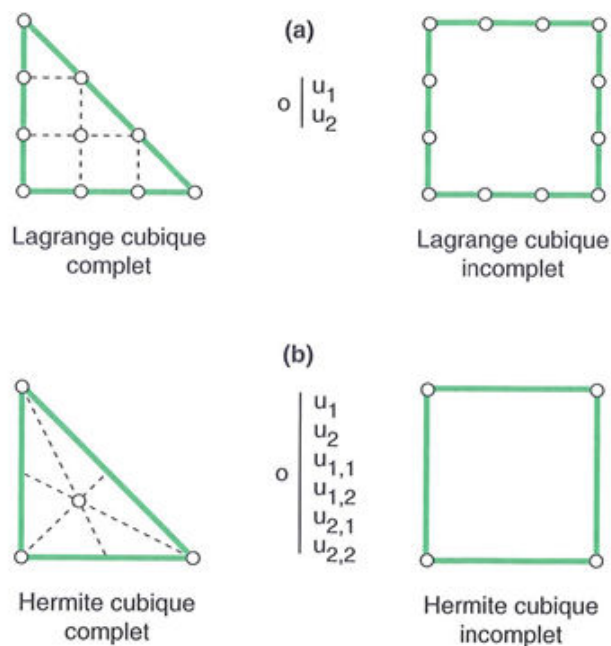 (a)
o | u1
u2
Lagrange cubique
complet
Lagrange cubique
incomplet
(b)
o | u1
u2
u1,1
u1,2
u2,1
u2,2
Hermite cubique
complet
Hermite cubique
incomplet